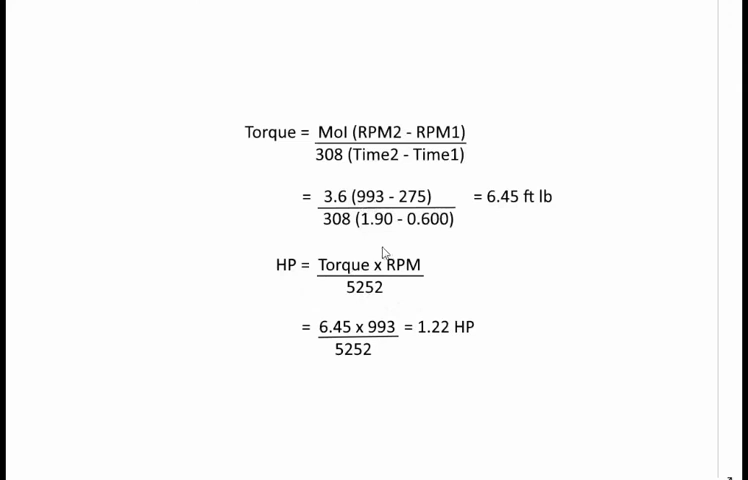 Torque = MoI (RPM2 - RPM1)
308 (Time2 - Time1)
= 3.6 (993 - 275) = 6.45 ft lb
308 (1.90 - 0.600)
HP = Torque x RPM
5252
= 6.45 x 993 = 1.22 HP
5252